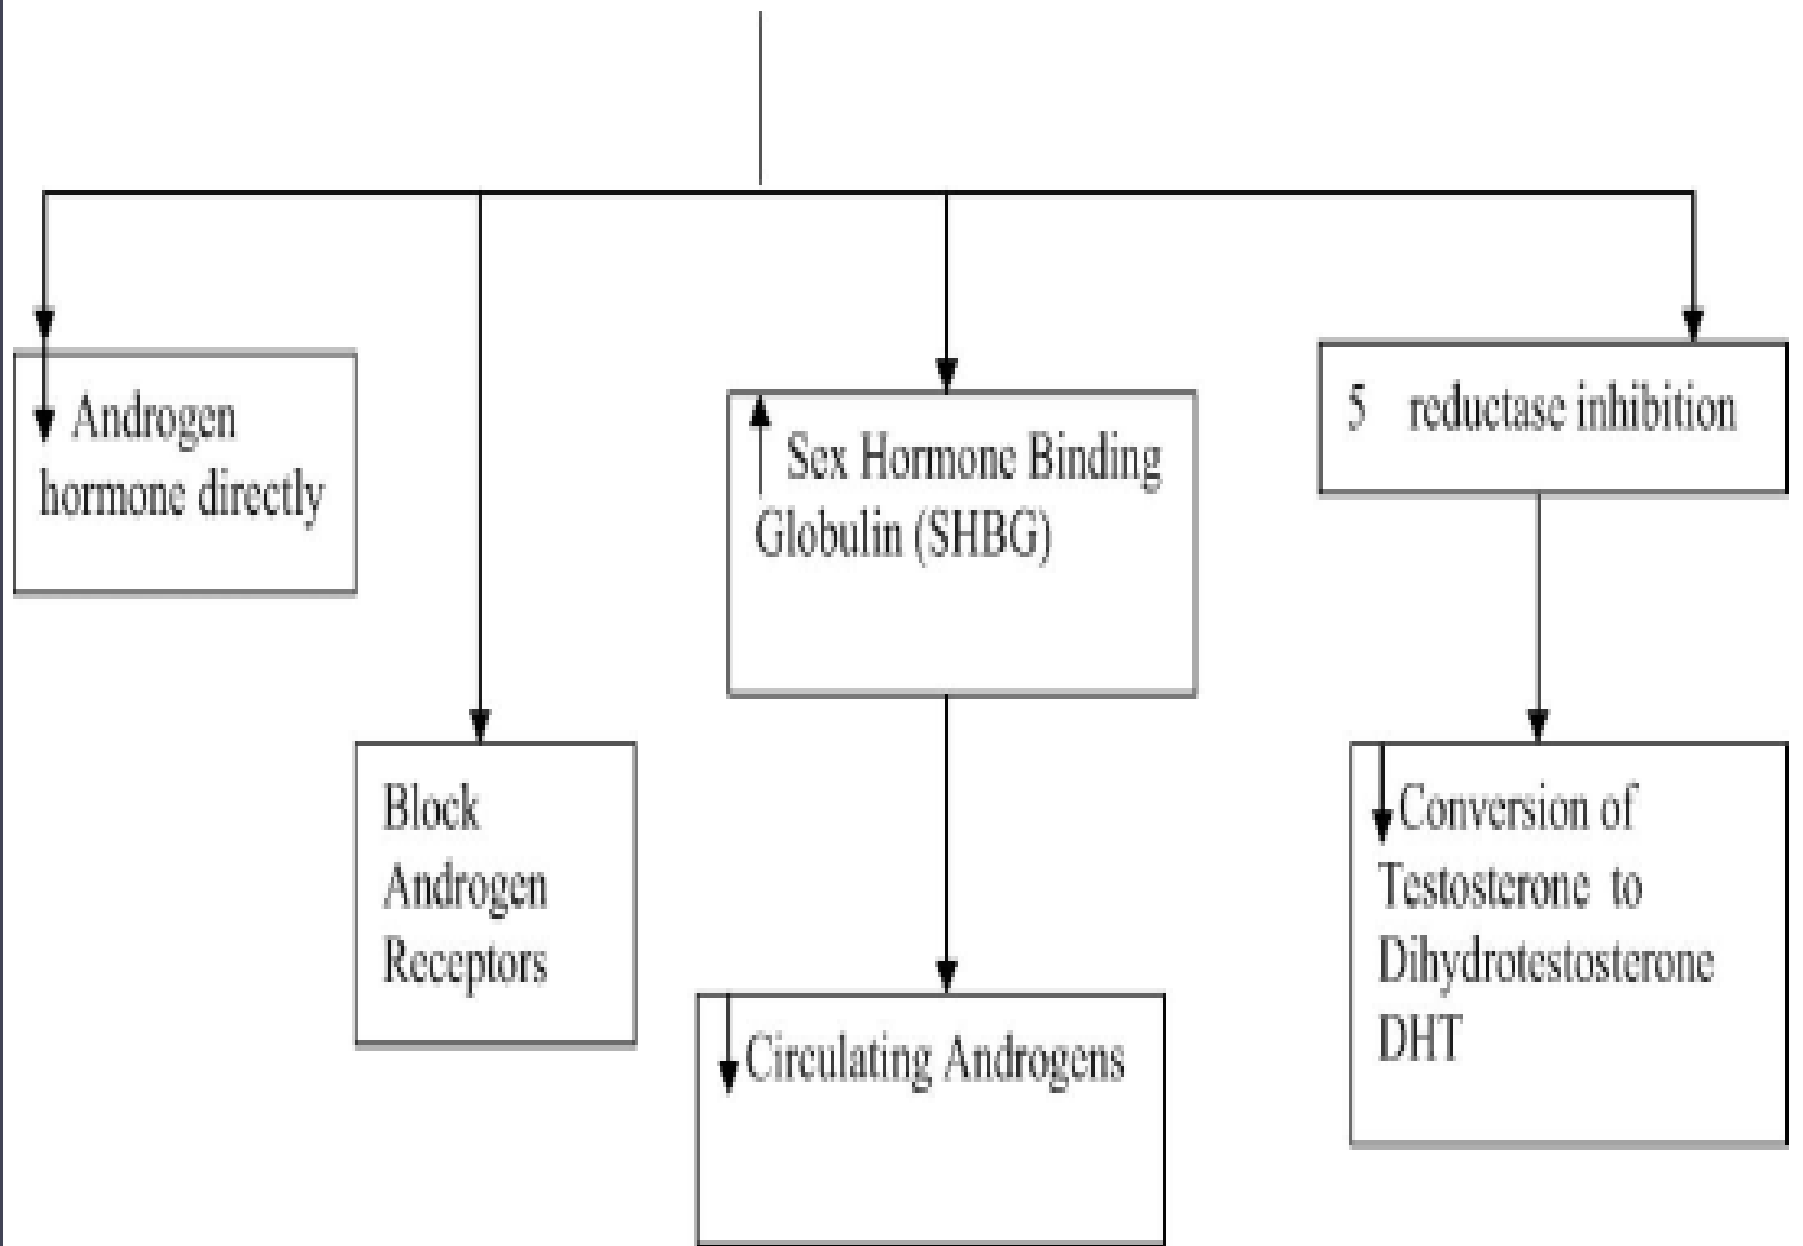 Androgen
hormone directly
Block
Androgen
Receptors
Sex Hormone Binding
Globulin (SHBG)
Circulating Androgens
5 reductase inhibition
Conversion of
Testosterone to
Dihydrotestosterone
DHT